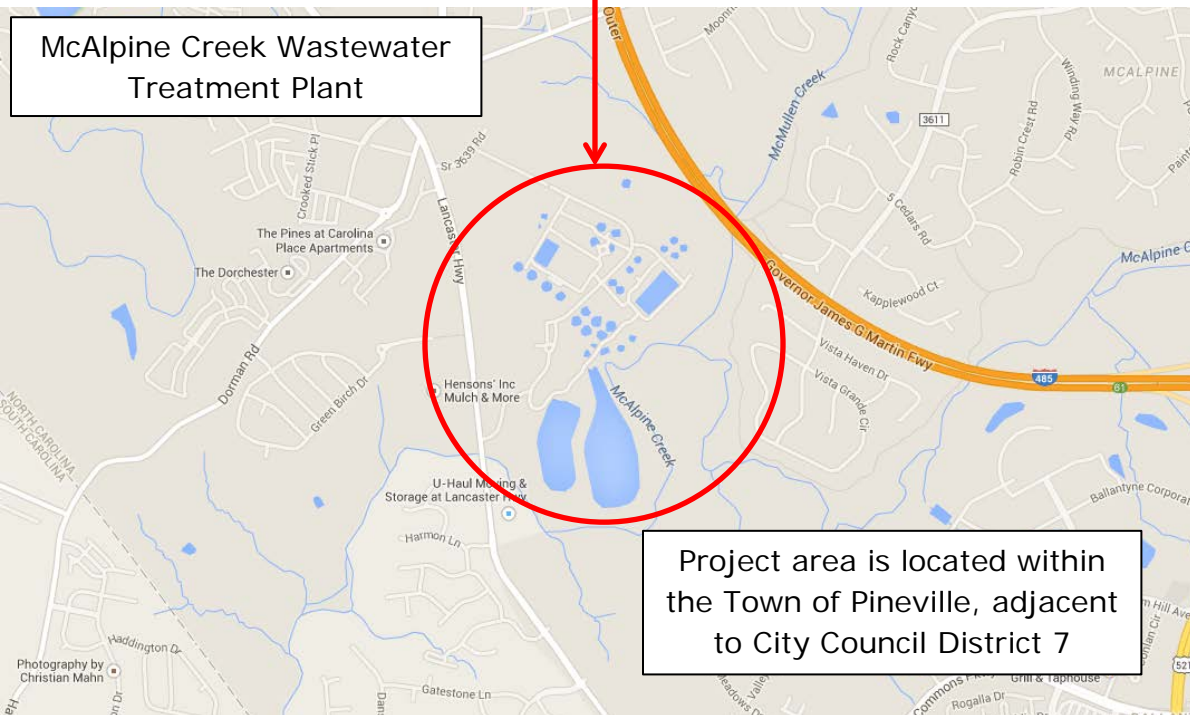 McAlpine Creek Wastewater
Treatment Plant
Outer
Rock Canyon
MCALPINE
McMullen Creek
3611
Robin Crest Rd
Winding Way Rd
Sr 3639 Rd
Crooked Stick Pl
Lancaster Hwy
The Pines at Carolina
Place Apartments
5 Cedars Rd
McAlpine C
The Dorchester
Governor James G Martin Fwy
Kapplewood Ct
Vista Haven Dr
485
61
Dorman Rd
Green Birch Dr
Hensons' Inc
Mulch & More
McAlpine Creek
Vista Grande Cir
NORTH CAROLINA
SOUTH CAROLINA
U-Haul Moving &
Storage at Lancaster Hwy
Ballantyne Corporat
Harmon Ln
Project area is located within
the Town of Pineville, adjacent
to City Council District 7
Haddington Dr
Photography by
Christian Mahn
Gatestone Ln
521
Commons
Grill & Taphouse
Rogalla Dr